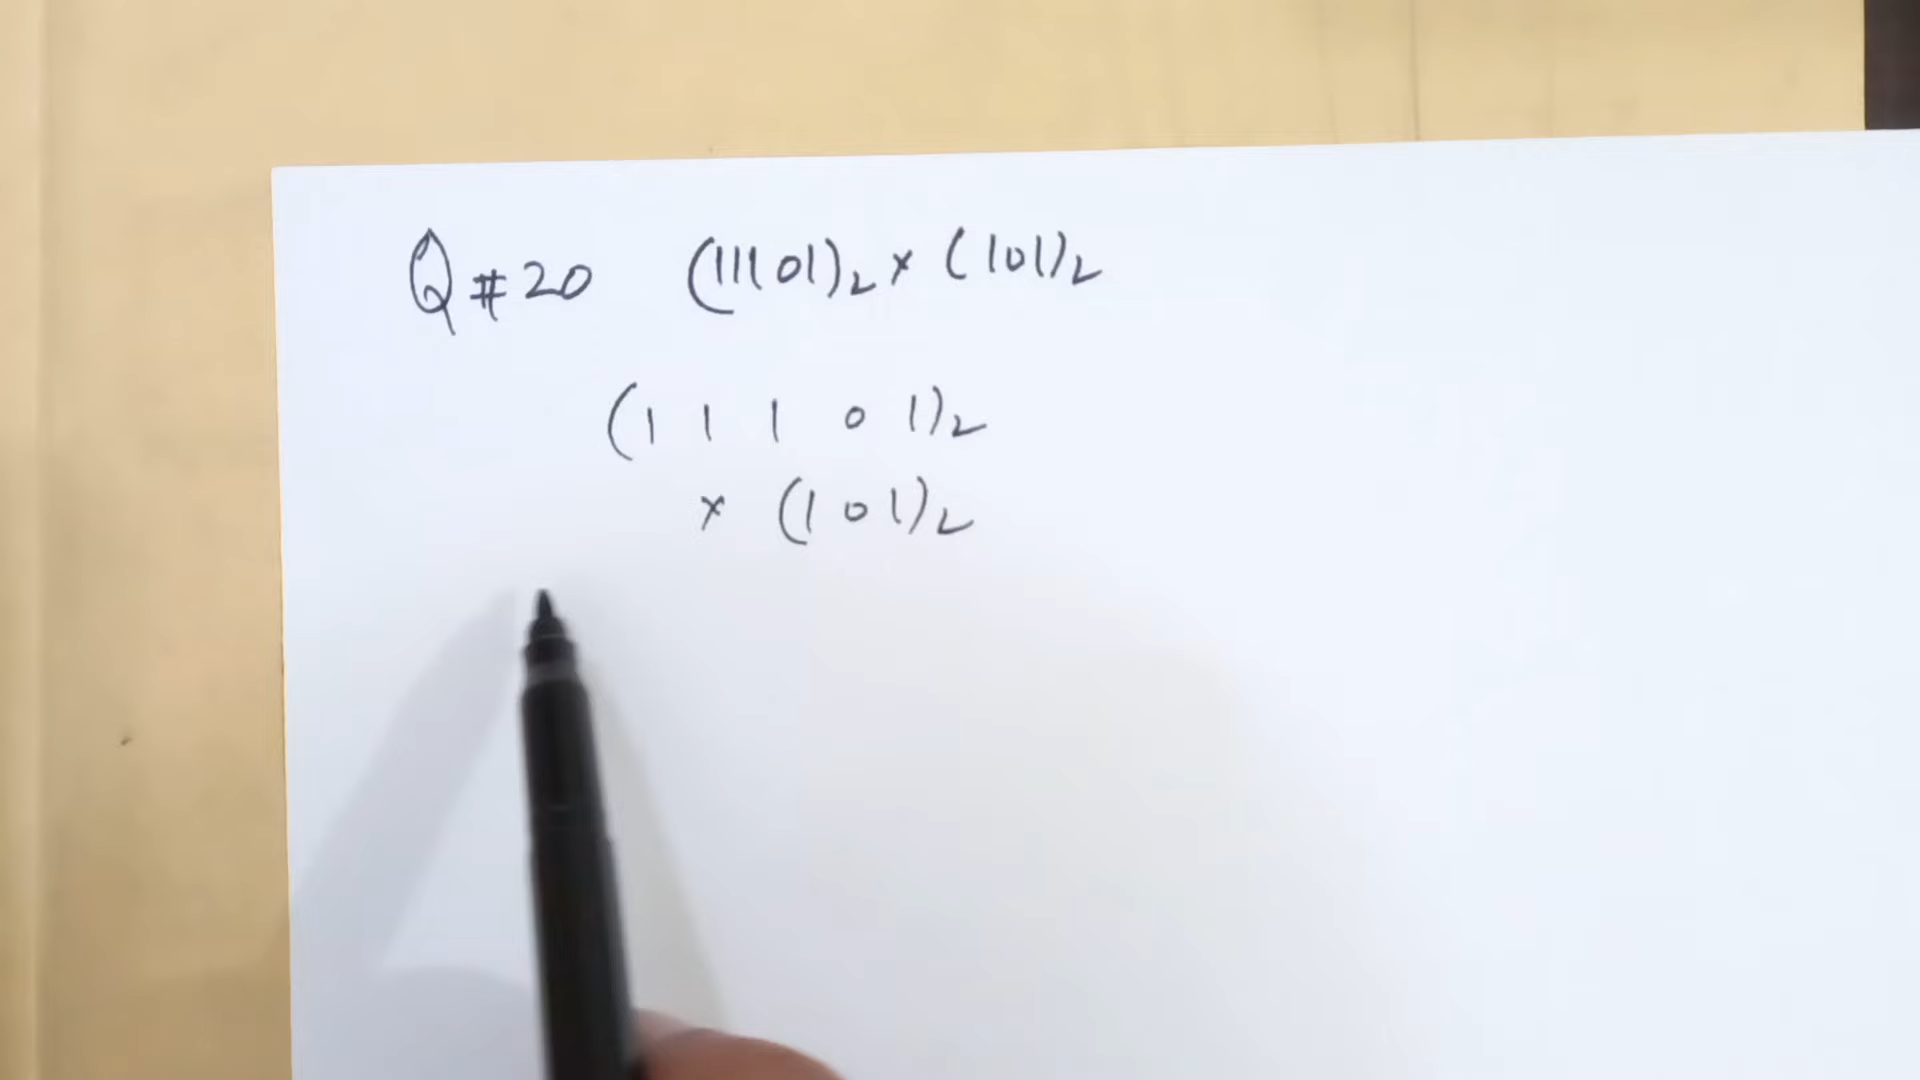 Q#20 (11101)₂ × (101)₂
(1 1 1 0 1)₂
× (1 0 1)₂